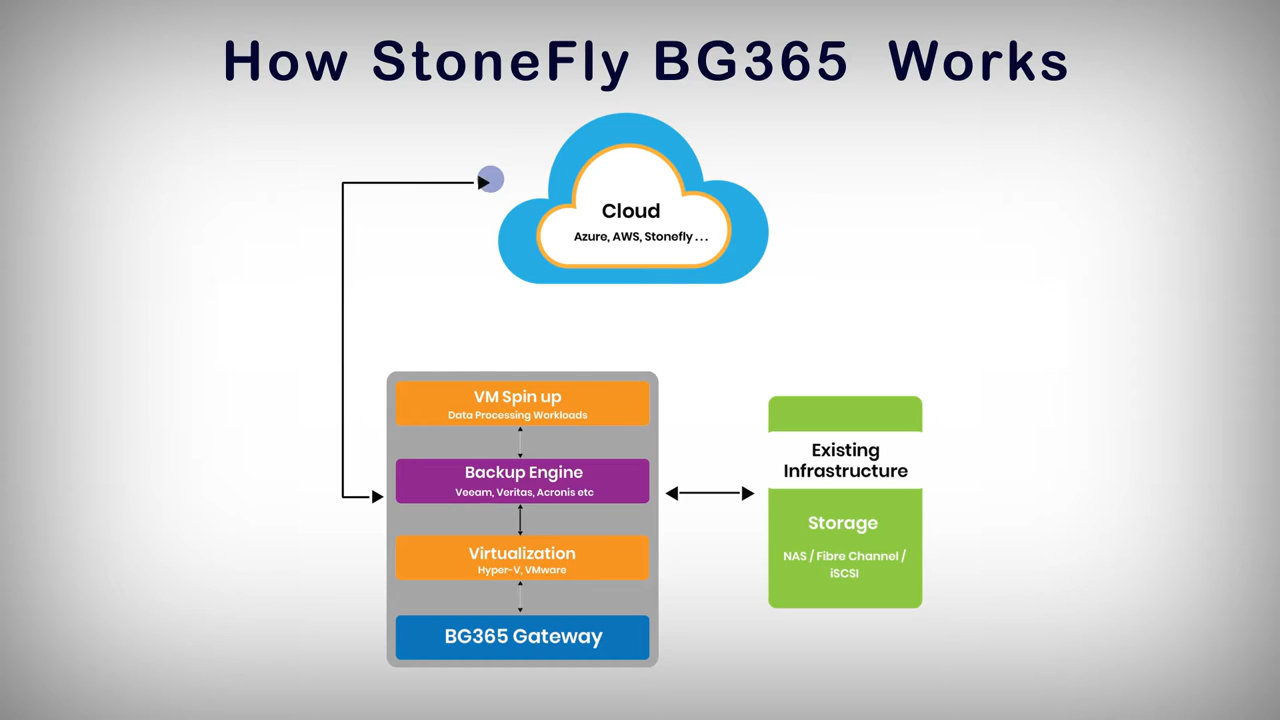 How StoneFly BG365 Works
Cloud
Azure, AWS, Stonefly . . .
VM Spin up
Data Processing Workloads
Backup Engine
Veeam, Veritas, Acronis etc
Virtualization
Hyper-V, VMware
BG365 Gateway
Existing
Infrastructure
Storage
NAS / Fibre Channel /
iSCSI